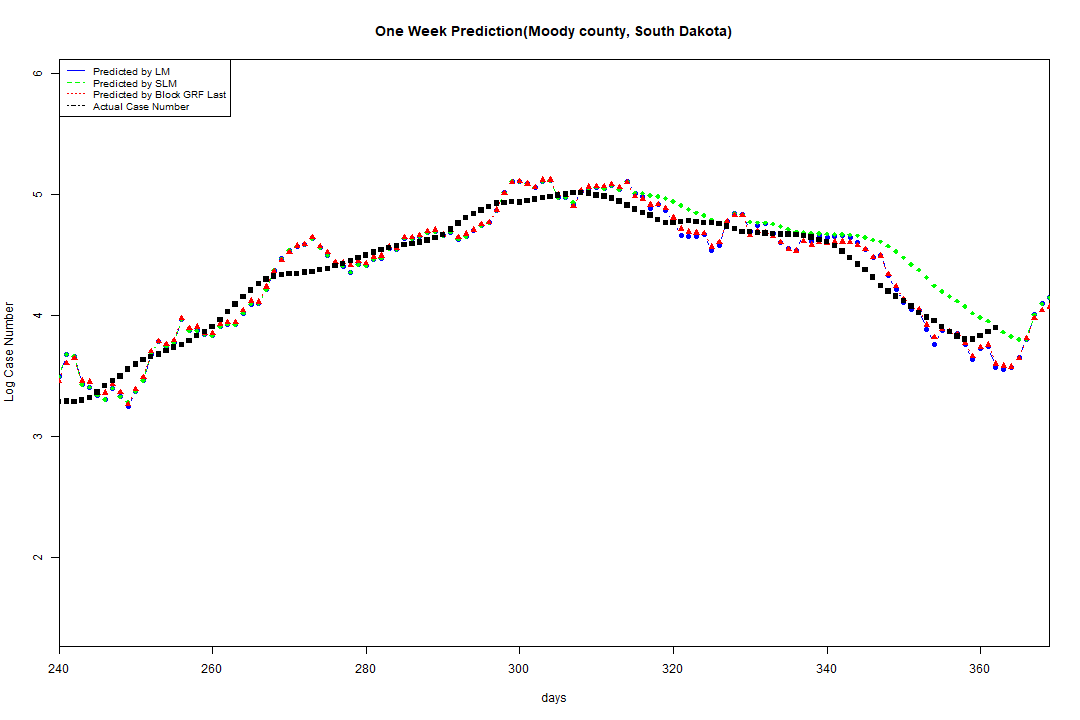 One Week Prediction(Moody county, South Dakota)
Predicted by LM
Predicted by SLM
Predicted by Block GRF Last
Actual Case Number
6
5
4
3
2
Log Case Number
240 260 280 300 320 340 360
days